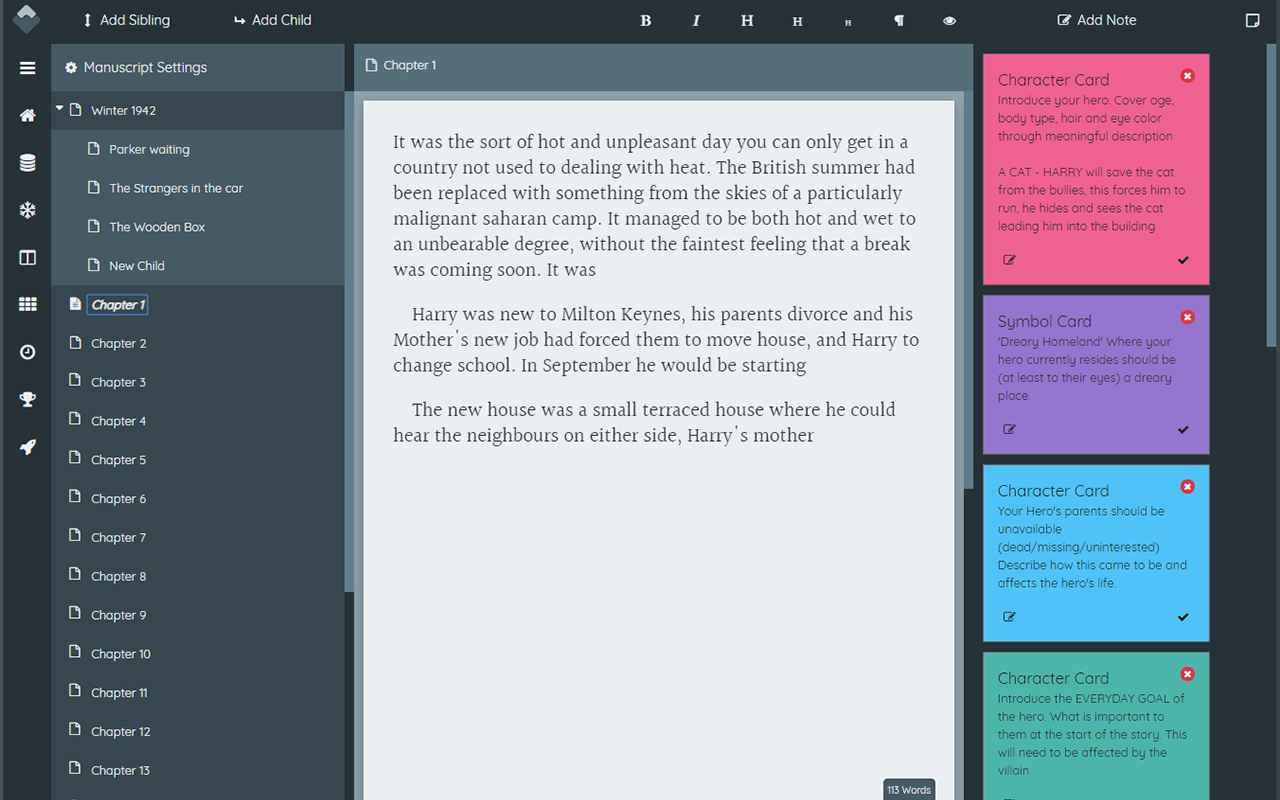 Add Sibling
Add Child
B
I
H
H
H
¶
Add Note
Manuscript Settings
Winter 1942
Parker waiting
The Strangers in the car
The Wooden Box
New Child
Chapter 1
Chapter 2
Chapter 3
Chapter 4
Chapter 5
Chapter 6
Chapter 7
Chapter 8
Chapter 9
Chapter 10
Chapter 11
Chapter 12
Chapter 13
Chapter 1
It was the sort of hot and unpleasant day you can only get in a
country not used to dealing with heat. The British summer had
been replaced with something from the skies of a particularly
malignant saharan camp. It managed to be both hot and wet to
an unbearable degree, without the faintest feeling that a break
was coming soon. It was
Harry was new to Milton Keynes, his parents divorce and his
Mother's new job had forced them to move house, and Harry to
change school. In September he would be starting
The new house was a small terraced house where he could
hear the neighbours on either side, Harry's mother
113 Words
Character Card
Introduce your hero. Cover age,
body type, hair and eye color
through meaningful description
A CAT - HARRY will save the cat
from the bullies, this forces him to
run, he hides and sees the cat
leading him into the building
Symbol Card
'Dreary Homeland' Where your
hero currently resides should be
(at least to their eyes) a dreary
place.
Character Card
Your Hero's parents should be
unavailable
(dead/missing/uninterested)
Describe how this came to be and
affects the hero's life.
Character Card
Introduce the EVERYDAY GOAL of
the hero. What is important to
them at the start of the story. This
will need to be affected by the
villain